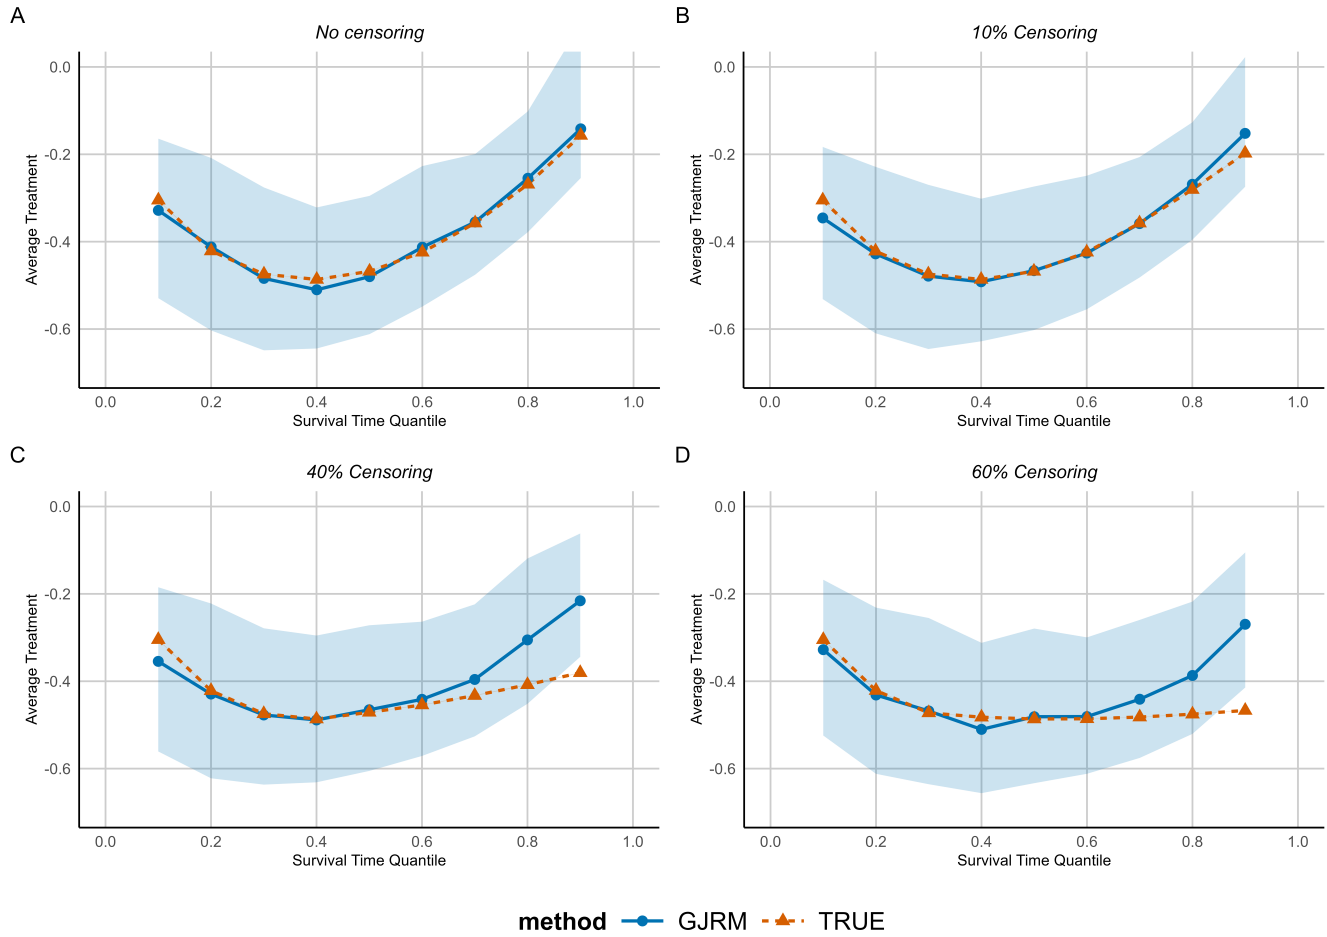 A
No censoring
Average Treatment
0.0
-0.2
-0.4
-0.6
0.0 0.2 0.4 0.6 0.8 1.0
Survival Time Quantile
B
10% Censoring
Average Treatment
0.0
-0.2
-0.4
-0.6
0.0 0.2 0.4 0.6 0.8 1.0
Survival Time Quantile
C
40% Censoring
Average Treatment
0.0
-0.2
-0.4
-0.6
0.0 0.2 0.4 0.6 0.8 1.0
Survival Time Quantile
D
60% Censoring
Average Treatment
0.0
-0.2
-0.4
-0.6
0.0 0.2 0.4 0.6 0.8 1.0
Survival Time Quantile
method GJRM TRUE